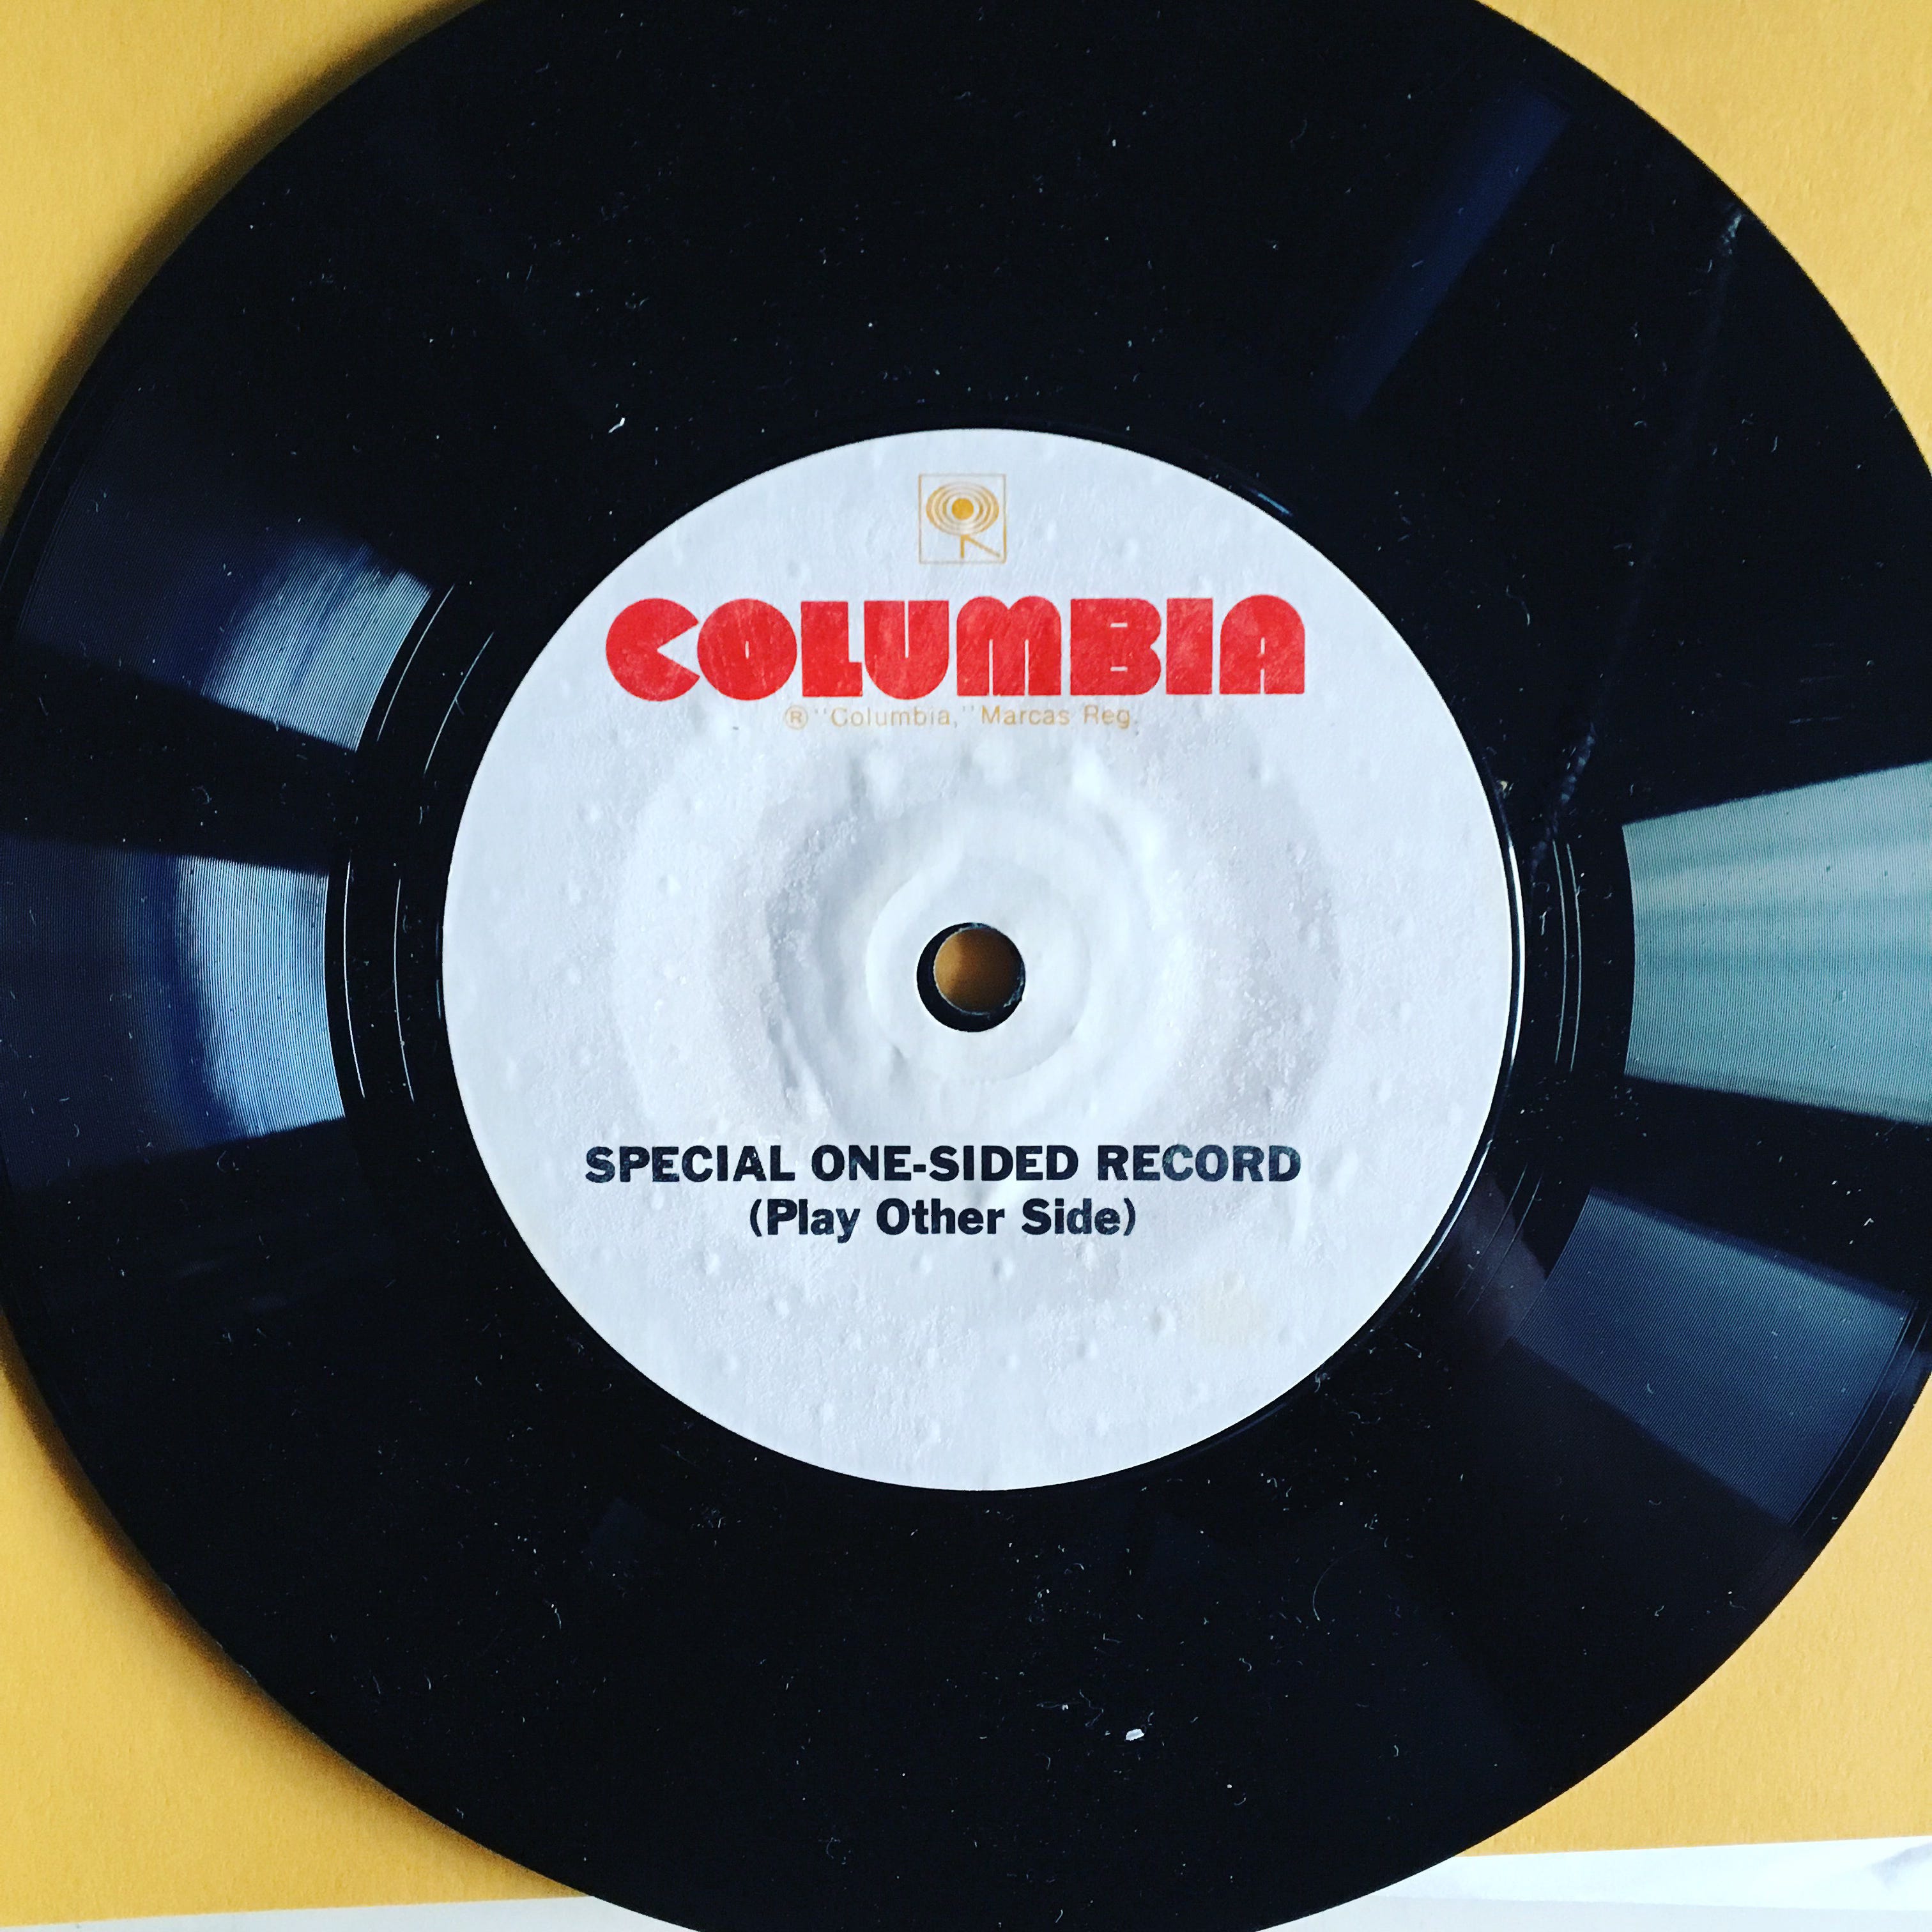 COLUMBIA
® "Columbia," Marcas Reg.
SPECIAL ONE-SIDED RECORD
(Play Other Side)